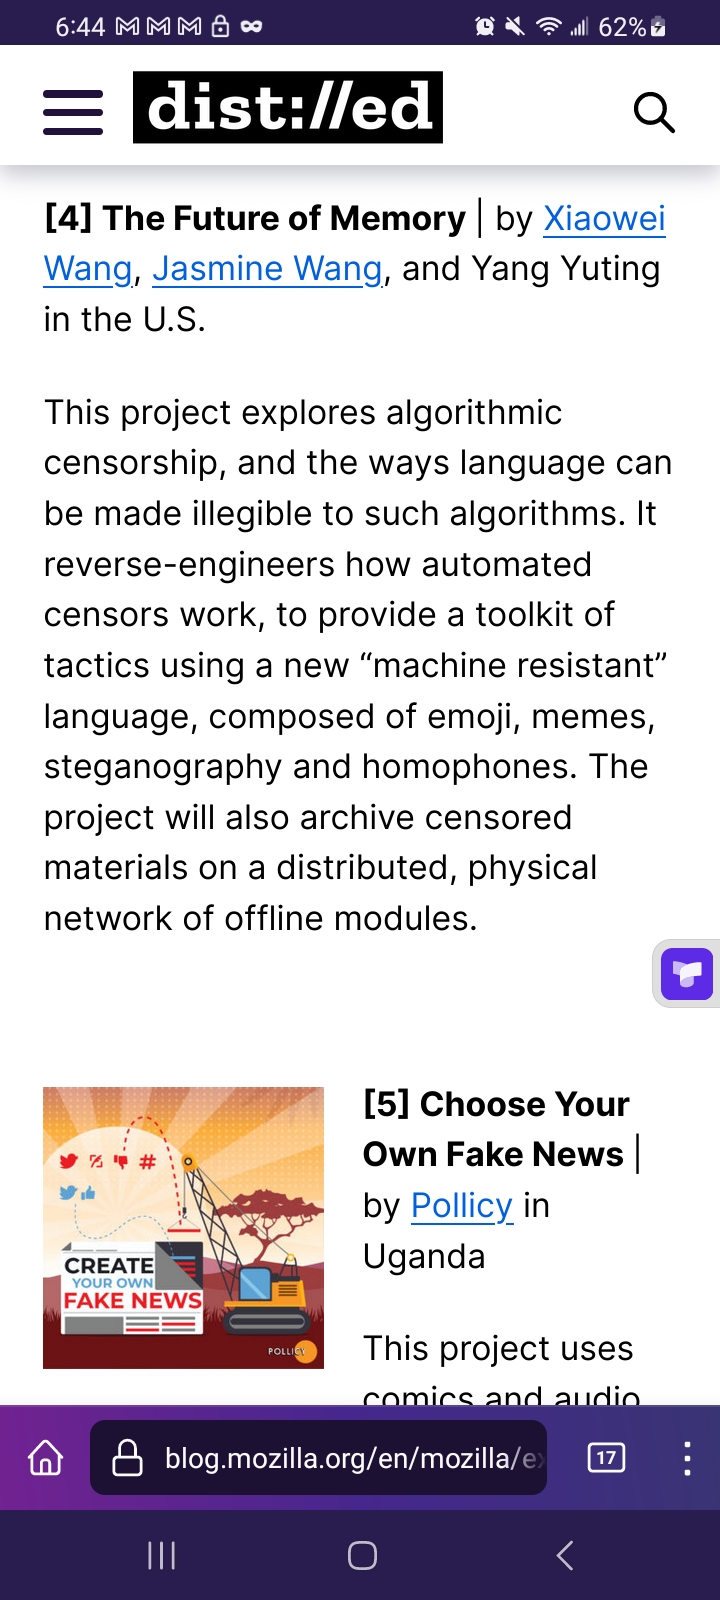 6:44
62%
dist://ed
[4] The Future of Memory | by Xiaowei
Wang, Jasmine Wang, and Yang Yuting
in the U.S.
This project explores algorithmic
censorship, and the ways language can
be made illegible to such algorithms. It
reverse-engineers how automated
censors work, to provide a toolkit of
tactics using a new “machine resistant”
language, composed of emoji, memes,
steganography and homophones. The
project will also archive censored
materials on a distributed, physical
network of offline modules.
#
CREATE
YOUR OWN
FAKE NEWS
POLLICY
[5] Choose Your
Own Fake News |
by Pollicy in
Uganda
This project uses
comics and audio
blog.mozilla.org/en/mozilla/ex
17